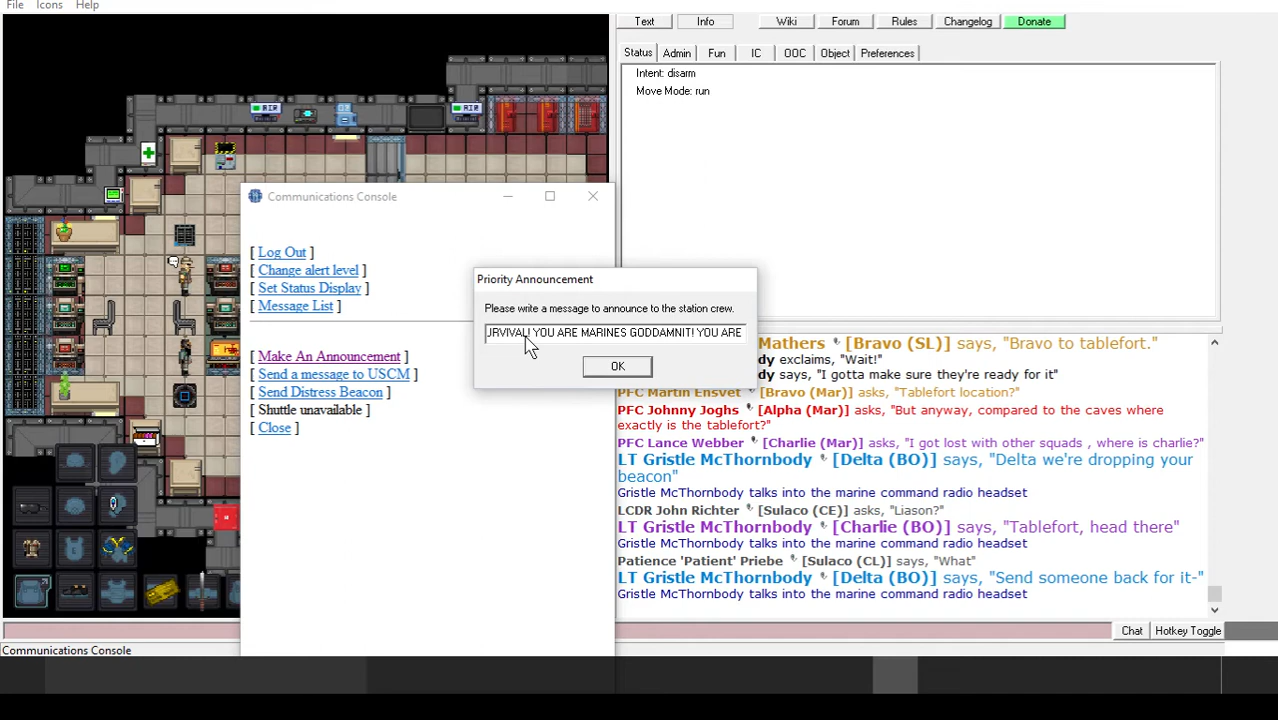 File Icons Help
Text Info Wiki Forum Rules Changelog Donate
Status Admin Fun IC OOC Object Preferences
Intent: disarm
Move Mode: run
AIR
AIR
Communications Console
[ Log Out ]
[ Change alert level ]
[ Set Status Display ]
[ Message List ]
[ Make An Announcement ]
[ Send a message to USCM ]
[ Send Distress Beacon ]
[ Shuttle unavailable ]
[ Close ]
Priority Announcement
Please write a message to announce to the station crew.
JRVIVAL! YOU ARE MARINES GODDAMNIT! YOU ARE
OK
Mathers [Bravo (SL)] says, "Bravo to tablefort."
dy exclaims, "Wait!"
dy says, "I gotta make sure they're ready for it"
PFC Martin Ensvet [Bravo (Mar)] asks, "Tablefort location?"
PFC Johnny Joghs [Alpha (Mar)] asks, "But anyway, compared to the caves where
exactly is the tablefort?"
PFC Lance Webber [Charlie (Mar)] asks, "I got lost with other squads , where is charlie?"
LT Gristle McThornbody [Delta (BO)] says, "Delta we're dropping your
beacon"
Gristle McThornbody talks into the marine command radio headset
LCDR John Richter [Sulaco (CE)] asks, "Liason?"
LT Gristle McThornbody [Charlie (BO)] says, "Tablefort, head there"
Gristle McThornbody talks into the marine command radio headset
Patience 'Patient' Priebe [Sulaco (CL)] says, "What"
LT Gristle McThornbody [Delta (BO)] says, "Send someone back for it-"
Gristle McThornbody talks into the marine command radio headset
Chat Hotkey Toggle
Communications Console